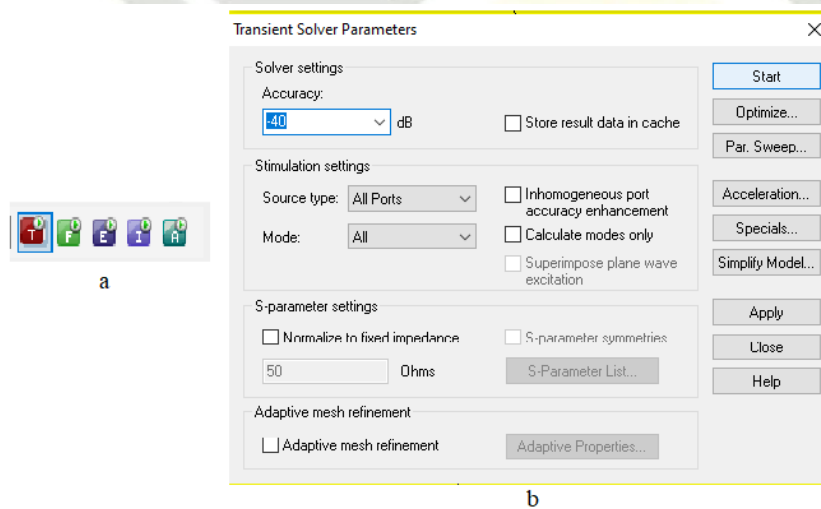 Transient Solver Parameters
Solver settings
Accuracy:
-40 dB
Store result data in cache
Stimulation settings
Source type: All Ports
Inhomogeneous port
accuracy enhancement
Mode: All
Calculate modes only
Superimpose plane wave
excitation
S-parameter settings
Normalize to fixed impedance
S-parameter symmetries
50 Ohms
S-Parameter List...
Adaptive mesh refinement
Adaptive mesh refinement
Adaptive Properties...
Start
Optimize...
Par. Sweep...
Acceleration...
Specials...
Simplify Model...
Apply
Close
Help
T F E I A
a
b